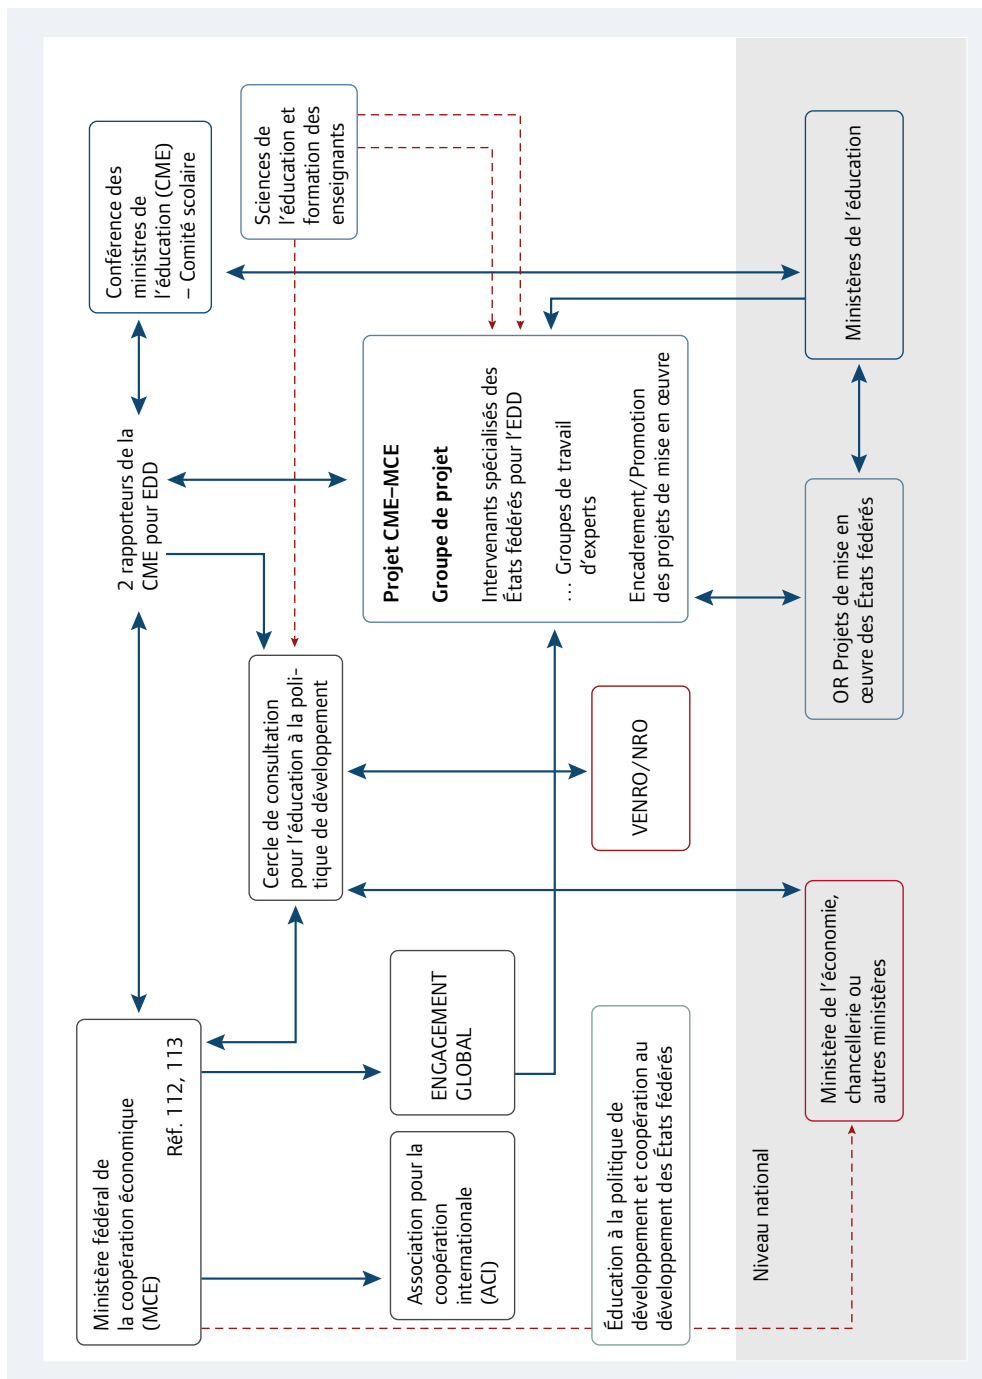 Ministère fédéral de
la coopération économique
(MCE)
Réf. 112, 113
2 rapporteurs de la
CME pour EDD
Conférence des
ministres de
l’éducation (CME)
– Comité scolaire
Cercle de consultation
pour l’éducation à la poli-
tique de développement
Sciences de
l’éducation et
formation des
enseignants
Association pour la
coopération
internationale
(ACI)
ENGAGEMENT
GLOBAL
Projet CME–MCE
Groupe de projet
Intervenants spécialisés des
États fédérés pour l’EDD
… Groupes de travail
d’experts
Encadrement/Promotion
des projets de mise en œuvre
Éducation à la politique de
développement et coopération au
développement des États fédérés
VENRO/NRO
Niveau national
Ministère de l’économie,
chancellerie ou
autres ministères
OR Projets de mise en
œuvre des États fédérés
Ministères de l’éducation